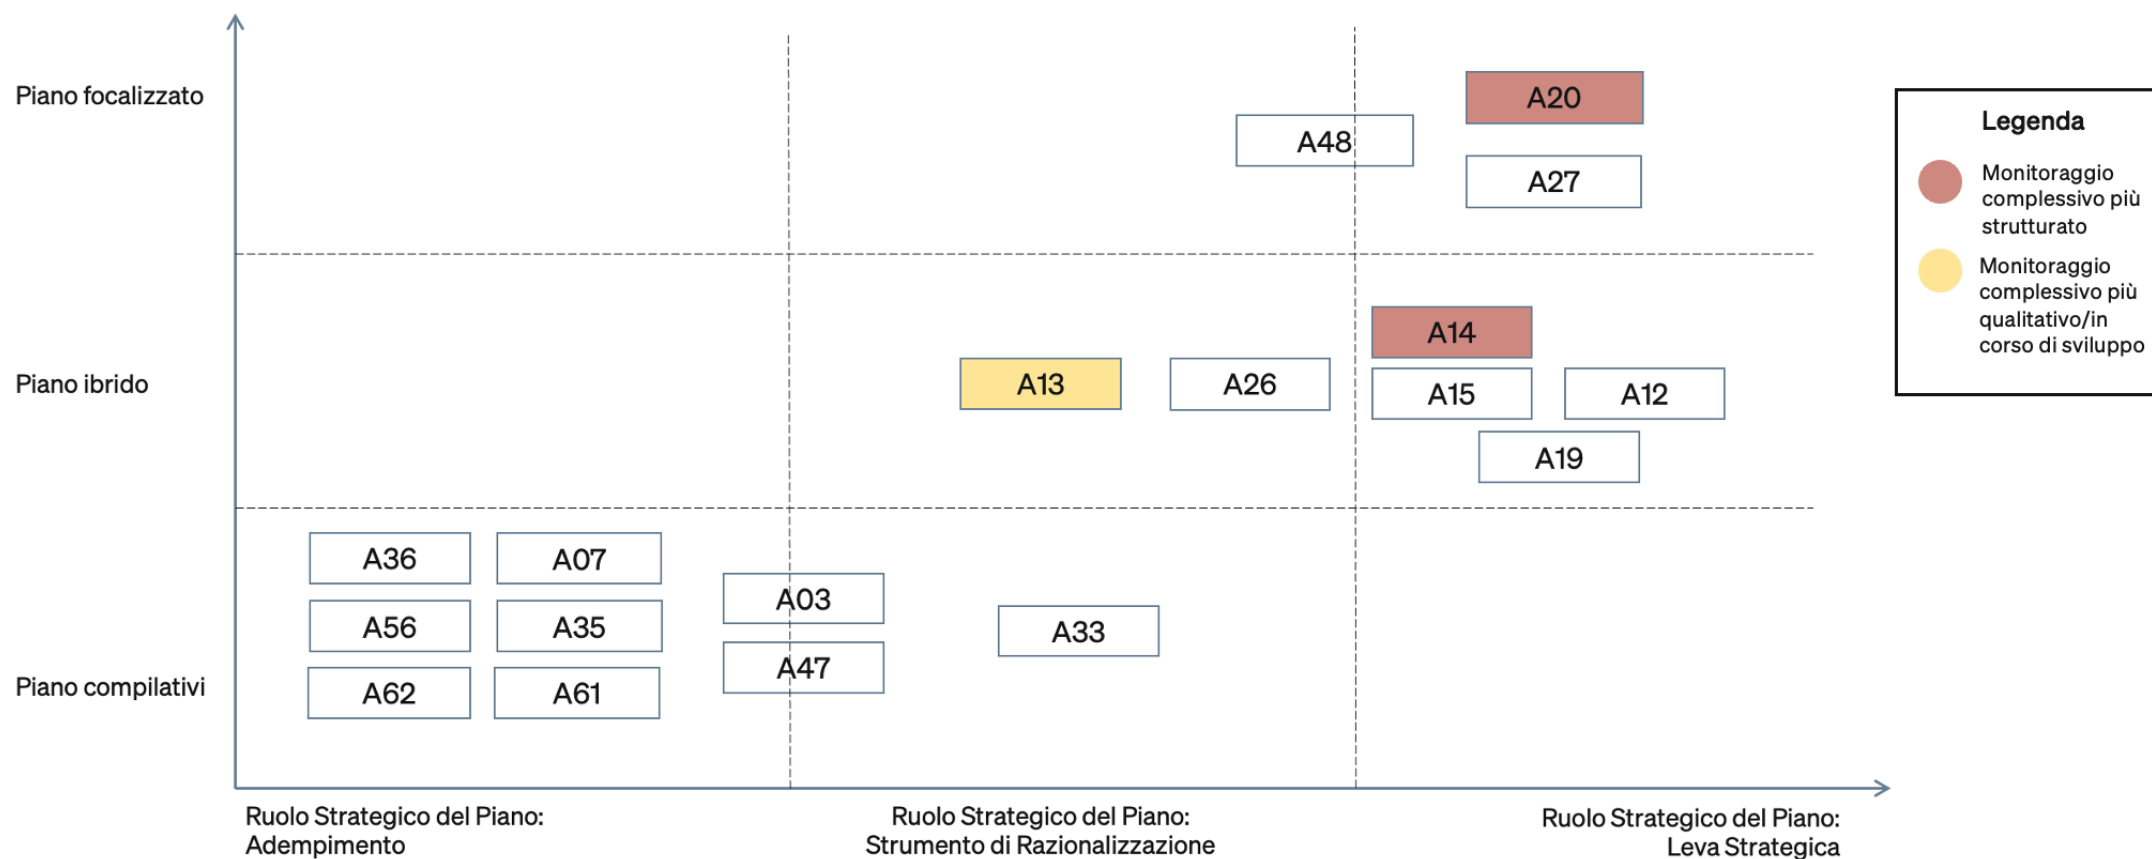 Piano focalizzato
A20
A48
A27
Legenda
Monitoraggio
complessivo più
strutturato
Monitoraggio
complessivo più
qualitativo/in
corso di sviluppo
Piano ibrido
A14
A13
A26
A15
A12
A19
A36
A07
A03
A56
A35
A33
A47
Piano compilativi
A62
A61
Ruolo Strategico del Piano:
Adempimento
Ruolo Strategico del Piano:
Strumento di Razionalizzazione
Ruolo Strategico del Piano:
Leva Strategica